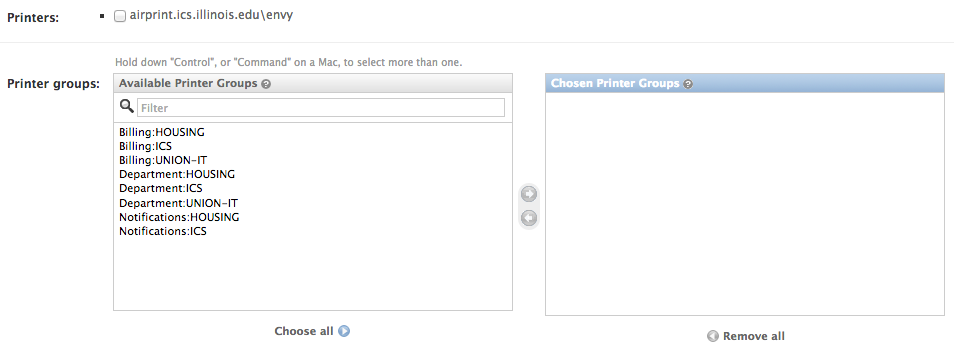 Printers: airprint.ics.illinois.edu\envy
Hold down "Control", or "Command" on a Mac, to select more than one.
Printer groups:
Available Printer Groups ?
Filter
Billing:HOUSING
Billing:ICS
Billing:UNION-IT
Department:HOUSING
Department:ICS
Department:UNION-IT
Notifications:HOUSING
Notifications:ICS
Choose all
Chosen Printer Groups ?
Remove all